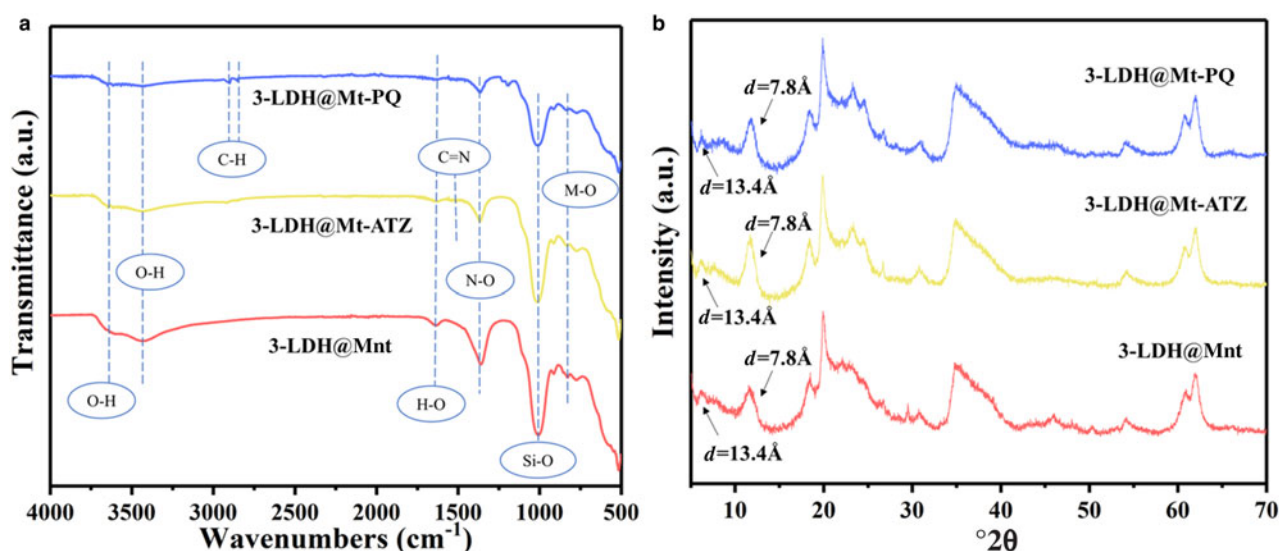 a
3-LDH@Mt-PQ
C-H
C=N
M-O
3-LDH@Mt-ATZ
O-H
N-O
3-LDH@Mnt
O-H
H-O
Si-O
Transmittance (a.u.)
4000 3500 3000 2500 2000 1500 1000 500
Wavenumbers (cm⁻¹)
b
3-LDH@Mt-PQ
d=7.8Å
d=13.4Å
3-LDH@Mt-ATZ
d=7.8Å
d=13.4Å
3-LDH@Mnt
d=7.8Å
d=13.4Å
Intensity (a.u.)
10 20 30 40 50 60 70
°2θ